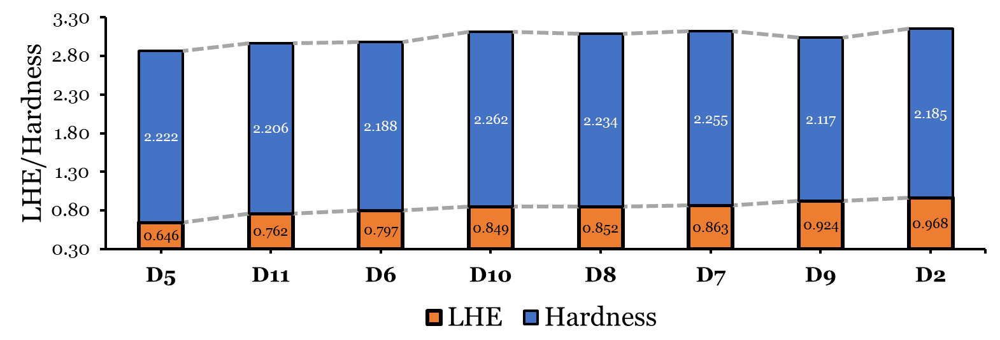 LHE/Hardness
3.30
2.80
2.30
1.80
1.30
0.80
0.30
2.222
2.206
2.188
2.262
2.234
2.255
2.117
2.185
0.646
0.762
0.797
0.849
0.852
0.863
0.924
0.968
D5
D11
D6
D10
D8
D7
D9
D2
LHE
Hardness